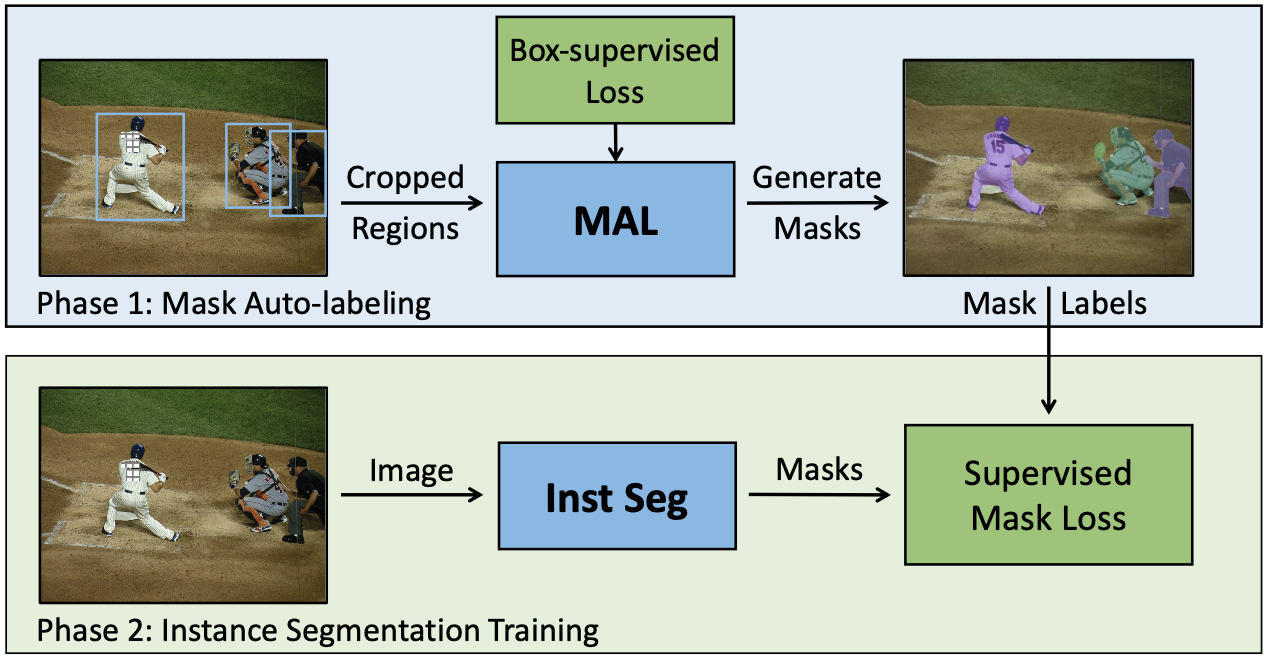 Box-supervised
Loss
Cropped
Regions
MAL
Generate
Masks
15
Phase 1: Mask Auto-labeling
Mask Labels
Image
Inst Seg
Masks
Supervised
Mask Loss
Phase 2: Instance Segmentation Training